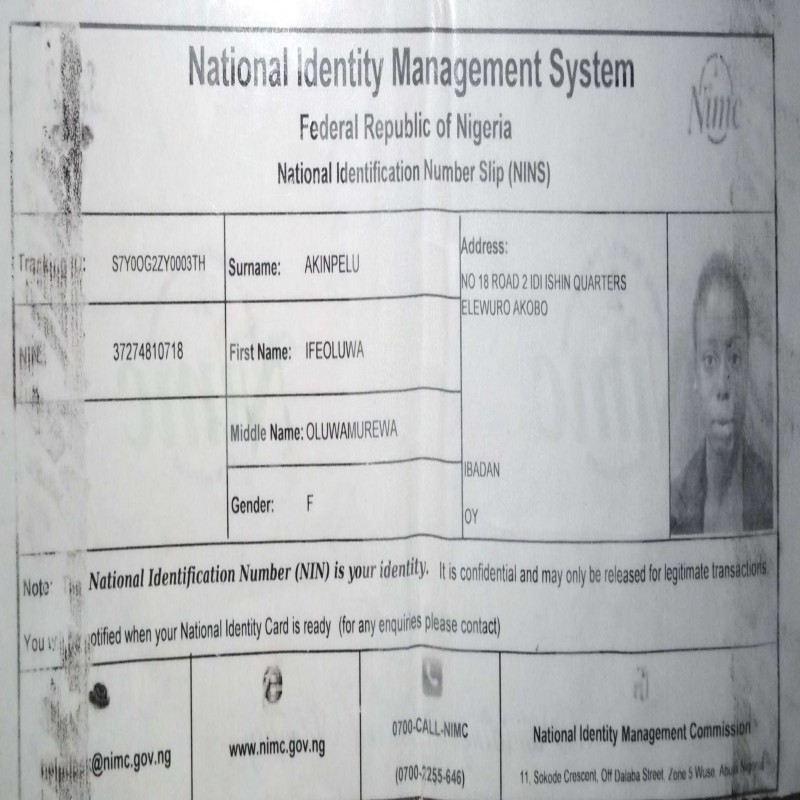 National Identity Management System
Federal Republic of Nigeria
National Identification Number Slip (NINS)
Nimc
Tracking ID: S7Y0OG2ZY0003TH
Surname: AKINPELU
Address:
NO 18 ROAD 2 IDI ISHIN QUARTERS
ELEWURO AKOBO
NIN: 37274810718
First Name: IFEOLUWA
Middle Name: OLUWAMUREWA
IBADAN
Gender: F
OY
Note: The National Identification Number (NIN) is your identity. It is confidential and may only be released for legitimate transactions.
You notified when your National Identity Card is ready (for any enquiries please contact)
@nimc.gov.ng
www.nimc.gov.ng
0700-CALL-NIMC
(0700-2255-646)
National Identity Management Commission
11, Sokode Crescent, Off Dalaba Street, Zone 5 Wuse, Abuja Nigeria